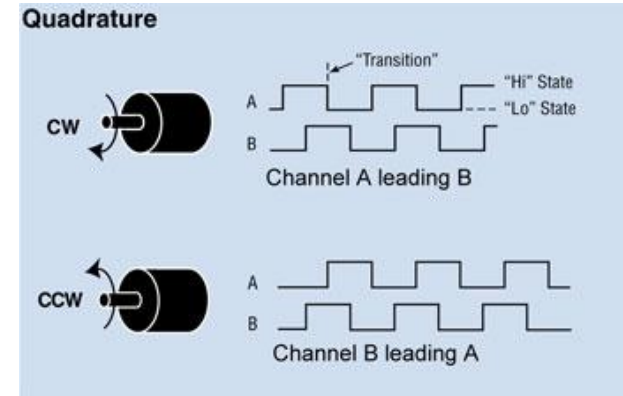 Quadrature
"Transition"
"Hi" State
A
"Lo" State
CW
B
Channel A leading B
A
CCW
B
Channel B leading A